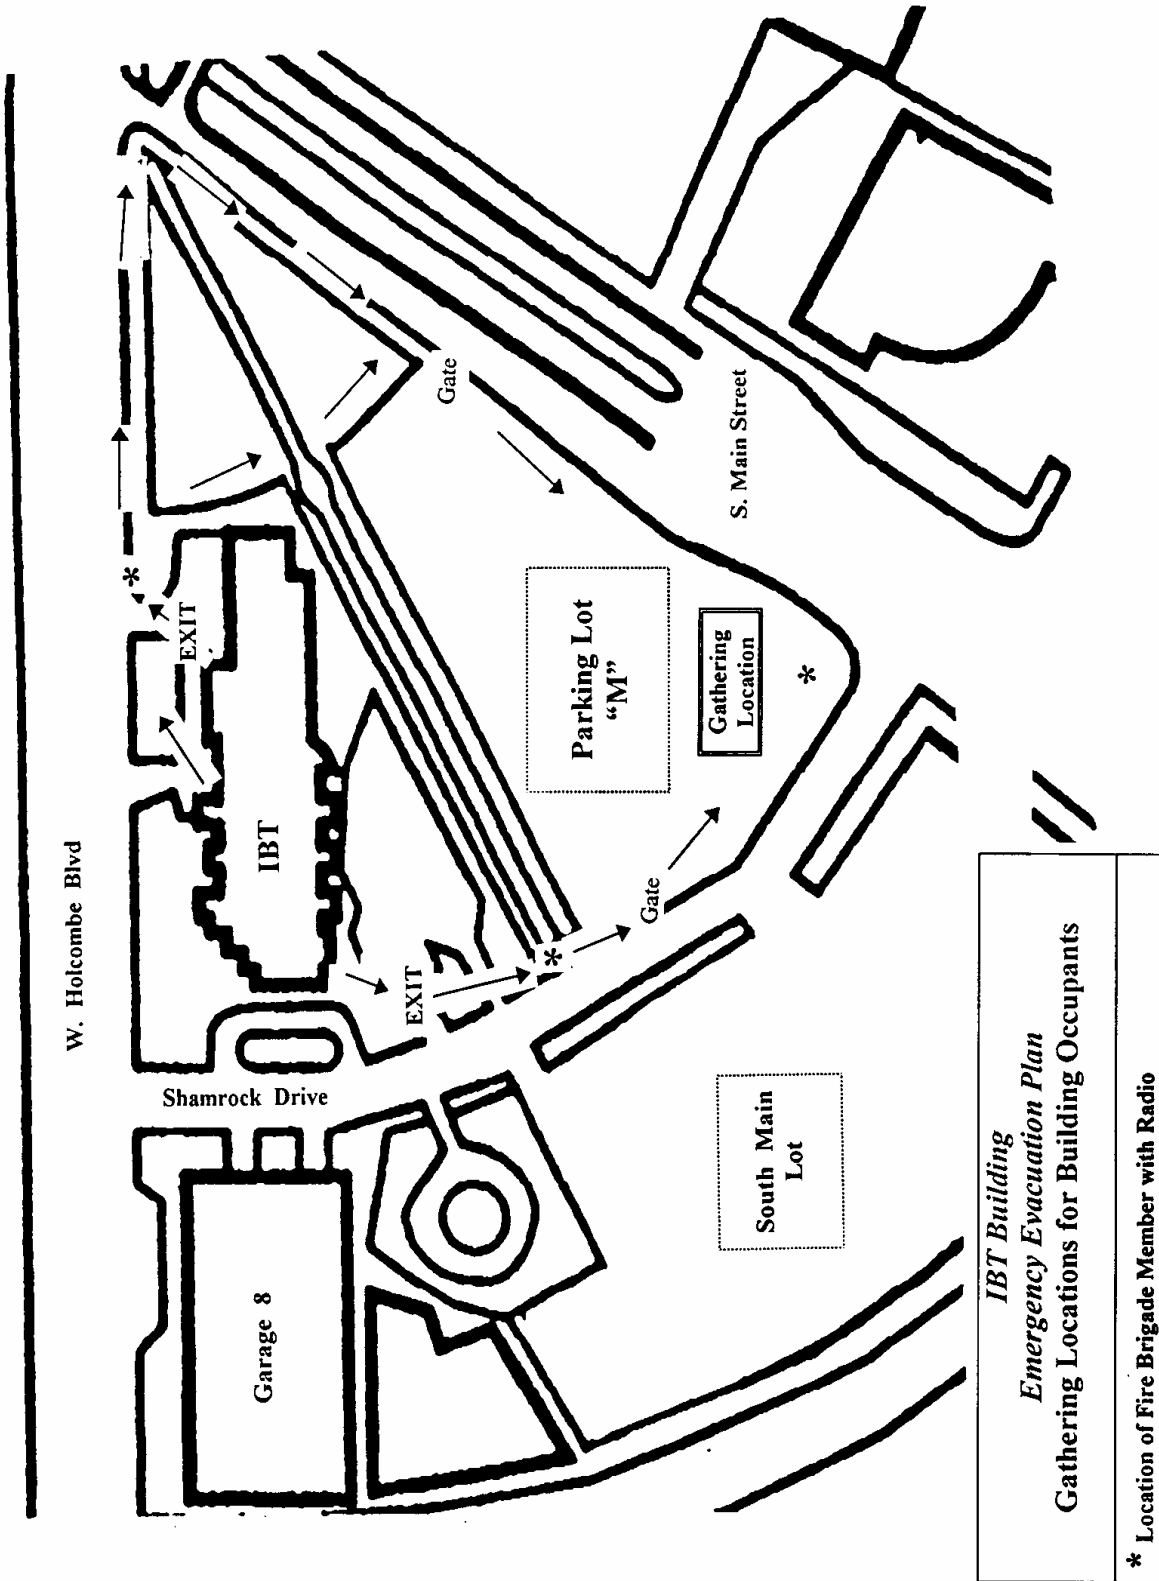 W. Holcombe Blvd
*
EXIT
IBT
Shamrock Drive
Garage 8
EXIT
*
Gate
Gate
Parking Lot
“M”
Gathering
Location
*
S. Main Street
South Main
Lot
IBT Building
Emergency Evacuation Plan
Gathering Locations for Building Occupants
* Location of Fire Brigade Member with Radio